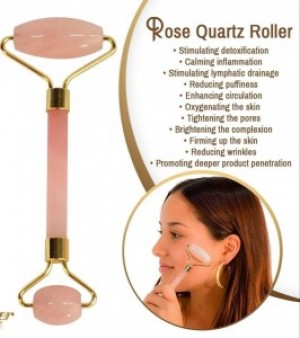 Rose Quartz Roller
• Stimulating detoxification
• Calming inflammation
• Stimulating lymphatic drainage
• Reducing puffiness
• Enhancing circulation
• Oxygenating the skin
• Tightening the pores
• Brightening the complexion
• Firming up the skin
• Reducing wrinkles
• Promoting deeper product penetration